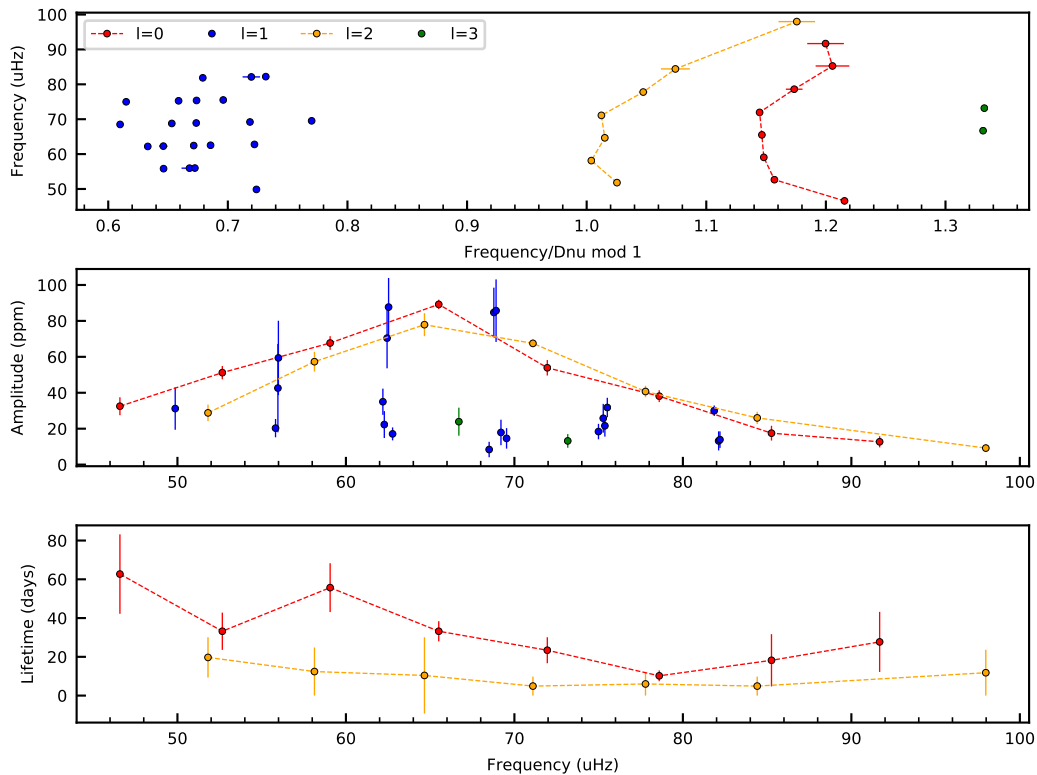 l=0 l=1 l=2 l=3
Frequency (uHz)
100
90
80
70
60
50
0.6 0.7 0.8 0.9 1.0 1.1 1.2 1.3
Frequency/Dnu mod 1
Amplitude (ppm)
100
80
60
40
20
0
50 60 70 80 90 100
Lifetime (days)
80
60
40
20
0
50 60 70 80 90 100
Frequency (uHz)